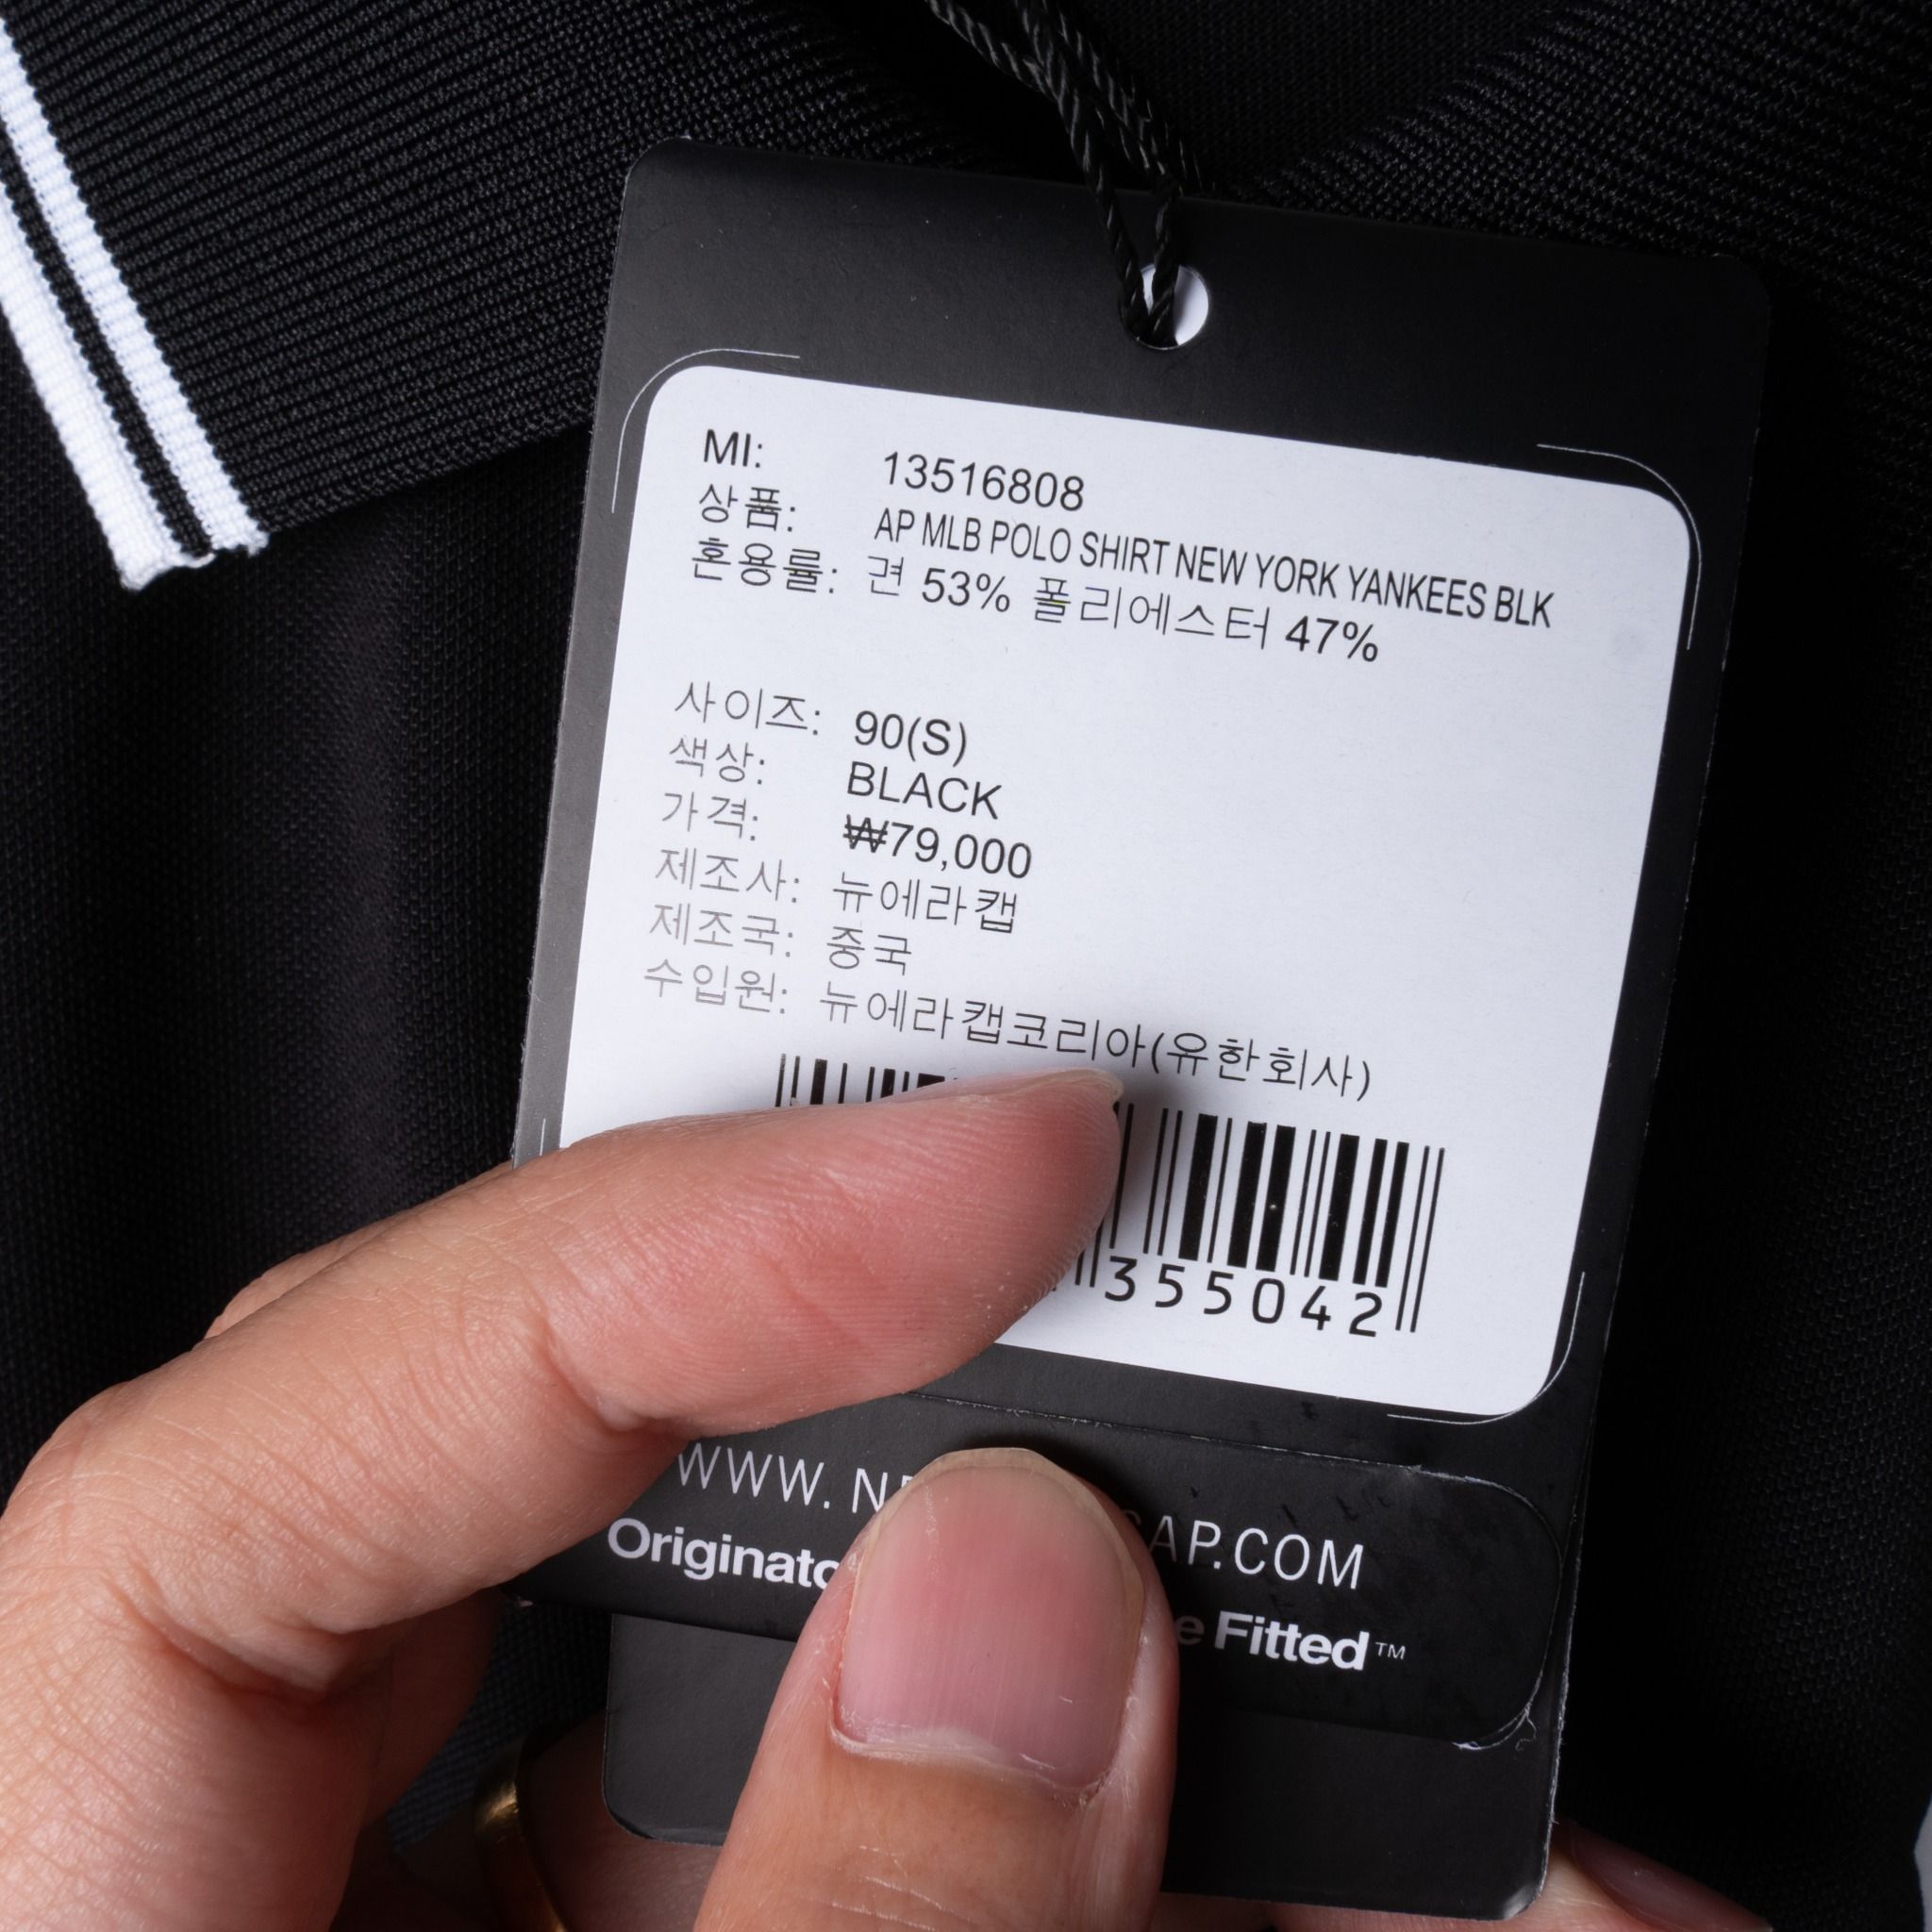 MI: 13516808
상품: AP MLB POLO SHIRT NEW YORK YANKEES BLK
혼용률: 면 53% 폴리에스터 47%
사이즈: 90(S)
색상: BLACK
가격: ₩79,000
제조사: 뉴에라캡
제조국: 중국
수입원: 뉴에라캡코리아(유한회사)
355042
WWW. .COM
Fitted™